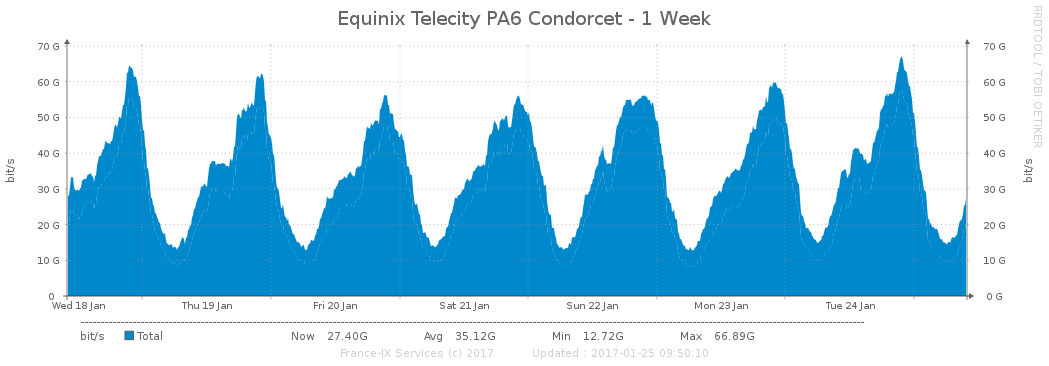 Equinix Telecity PA6 Condorcet - 1 Week
RRDTOOL / TOBI OETIKER
bit/s
70 G
60 G
50 G
40 G
30 G
20 G
10 G
0
70 G
60 G
50 G
40 G
30 G
20 G
10 G
0 G
bit/s
Wed 18 Jan Thu 19 Jan Fri 20 Jan Sat 21 Jan Sun 22 Jan Mon 23 Jan Tue 24 Jan
bit/s Total Now 27.40G Avg 35.12G Min 12.72G Max 66.89G
France-IX Services (c) 2017 Updated : 2017-01-25 09:50:10